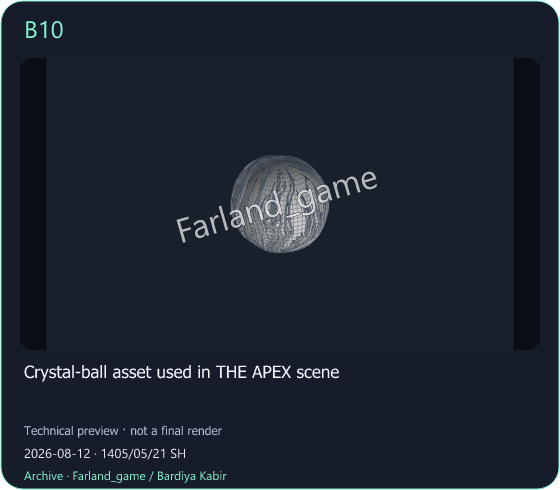 B10
Farland_game
Crystal-ball asset used in THE APEX scene
Technical preview · not a final render
2026-08-12 · 1405/05/21 SH
Archive · Farland_game / Bardiya Kabir